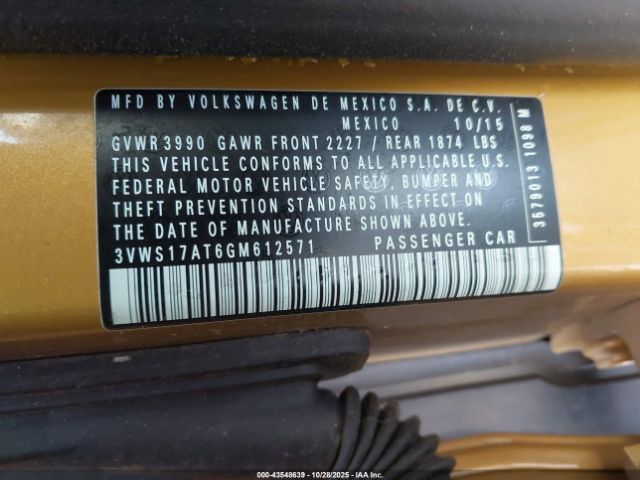 MFD BY VOLKSWAGEN DE MEXICO S.A. DE C.V.
MEXICO 10/15
GVWR 3990 GAWR FRONT 2227 / REAR 1874 LBS
THIS VEHICLE CONFORMS TO ALL APPLICABLE U.S.
FEDERAL MOTOR VEHICLE SAFETY, BUMPER AND
THEFT PREVENTION STANDARDS IN EFFECT ON
THE DATE OF MANUFACTURE SHOWN ABOVE.
3VWS17AT6GM612571 PASSENGER CAR
3579013 1098 M
000-43548639 | 10/28/2025 | IAA Inc.